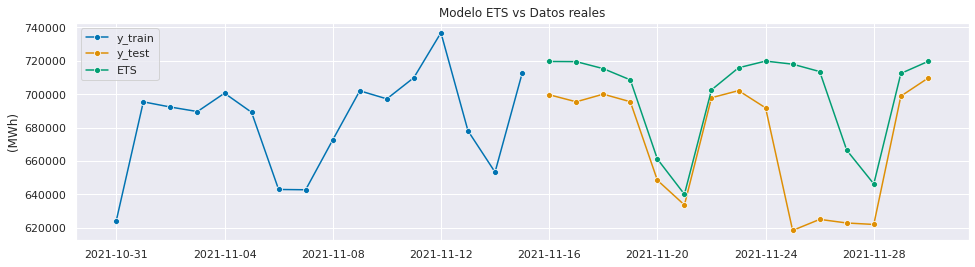 Modelo ETS vs Datos reales
y_train
y_test
ETS
(MWh)
740000
720000
700000
680000
660000
640000
620000
2021-10-31 2021-11-04 2021-11-08 2021-11-12 2021-11-16 2021-11-20 2021-11-24 2021-11-28